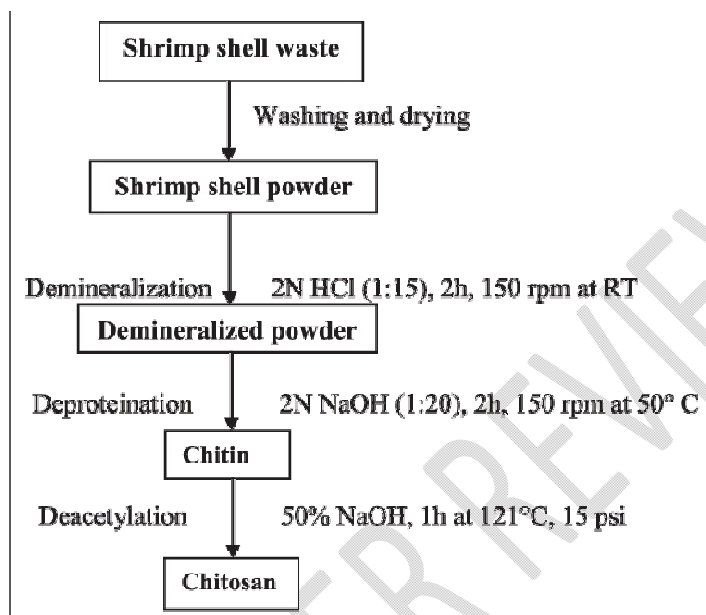 Shrimp shell waste
Washing and drying
Shrimp shell powder
Demineralization 2N HCl (1:15), 2h, 150 rpm at RT
Demineralized powder
Deproteination 2N NaOH (1:20), 2h, 150 rpm at 50° C
Chitin
Deacetylation 50% NaOH, 1h at 121°C, 15 psi
Chitosan
ER REVIEW